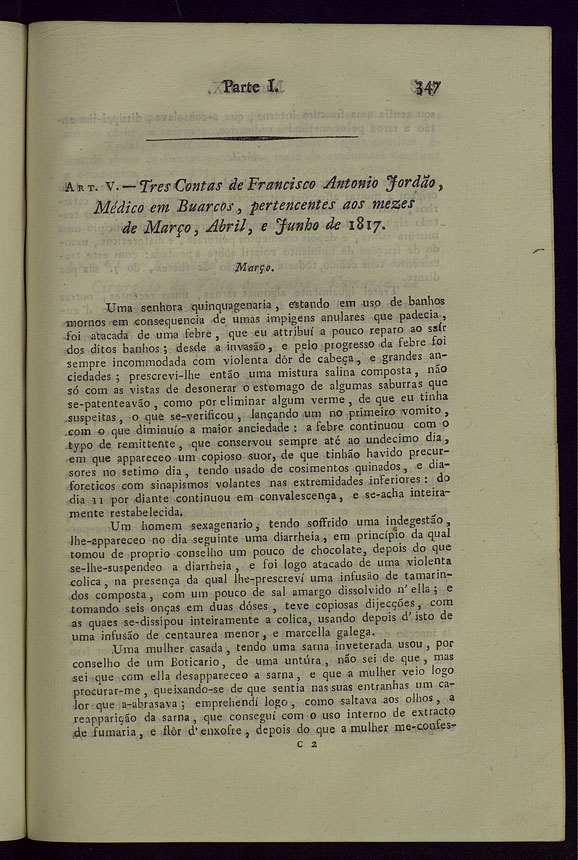 Parte I. 347
ART. V. — Tres Contas de Francisco Antonio Jordão,
Médico em Buarcos, pertencentes aos mezes
de Março, Abril, e Junho de 1817.
Março.
Uma senhora quinquagenaria, estando em uso de banhos
mornos em consequencia de umas impigens anulares que padecia,
foi atacada de uma febre, que eu attribuí a pouco reparo ao sair
dos ditos banhos; desde a invasão, e pelo progresso da febre foi
sempre incommodada com violenta dôr de cabeça, e grandes an-
ciedades; prescrevi-lhe então uma mistura salina composta, não
só com as vistas de desonerar o estomago de algumas saburras que
se-patenteavão, como por eliminar algum verme, de que eu tinha
suspeitas, o que se-verificou, lançando um no primeiro vomito,
com o que diminuío a maior anciedade: a febre continuou com o
typo de remittente, que conservou sempre até ao undecimo dia,
em que appareceo um copioso suor, de que tinhão havido precur-
sores no setimo dia, tendo usado de cosimentos quinados, e dia-
foreticos com sinapismos volantes nas extremidades inferiores: do
dia 11 por diante continuou em convalescença, e se-acha inteira-
mente restabelecida.
Um homem sexagenario, tendo soffrido uma indegestão,
lhe-appareceo no dia seguinte uma diarrheia, em princípio da qual
tomou de proprio conselho um pouco de chocolate, depois do que
se-lhe-suspendeo a diarrheia, e foi logo atacado de uma violenta
colica, na presença da qual lhe-prescreví uma infusão de tamarin-
dos composta, com um pouco de sal amargo dissolvido n'ella; e
tomando seis onças em duas dóses, teve copiosas dijecções, com
as quaes se-dissipou inteiramente a colica, usando depois d'isto de
uma infusão de centaurea menor, e marcella galega.
Uma mulher casada, tendo uma sarna inveterada usou, por
conselho de um Boticario, de uma untúra, não sei de que, mas
sei que com ella desappareceo a sarna, e que a mulher veio logo
procurar-me, queixando-se de que sentia nas suas entranhas um ca-
lor que a-abrasava; emprehendí logo, como saltava aos olhos, a
reapparição da sarna, que conseguí com o uso interno de extracto
de fumaria, e flôr d'enxofre, depois do que a mulher me-confes-
C 2